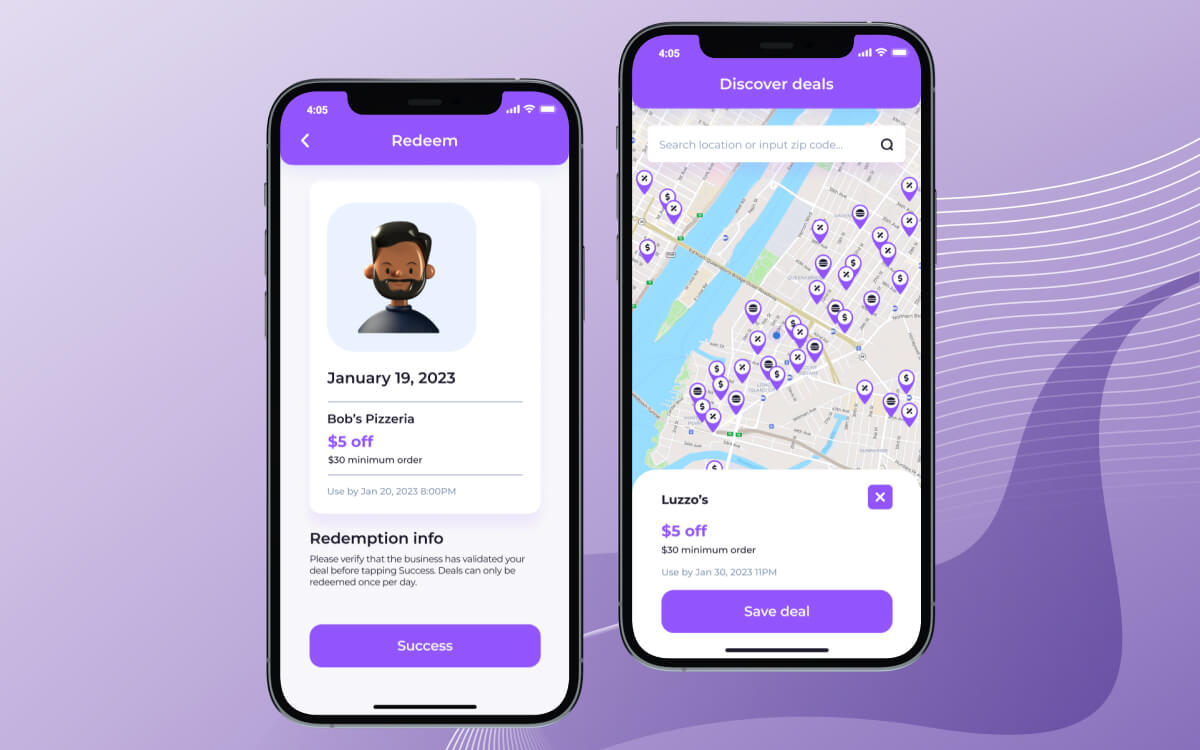 4:05
Redeem
January 19, 2023
Bob's Pizzeria
$5 off
$30 minimum order
Use by Jan 20, 2023 8:00PM
Redemption info
Please verify that the business has validated your
deal before tapping Success. Deals can only be
redeemed once per day.
Success
4:05
Discover deals
Search location or input zip code...
Luzzo's
$5 off
$30 minimum order
Use by Jan 30, 2023 11PM
Save deal